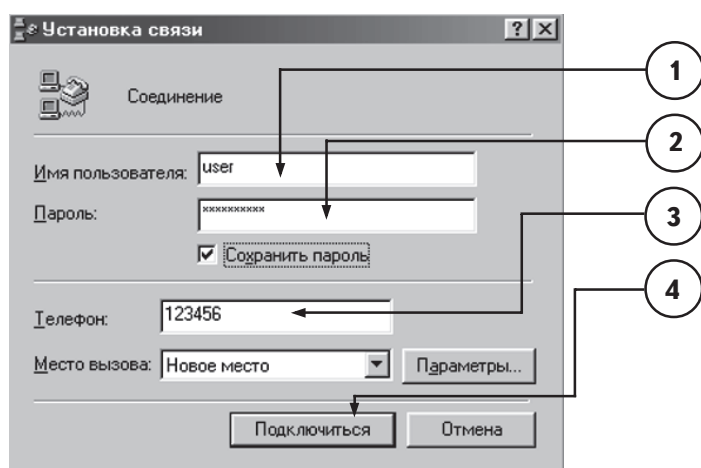 Установка связи
1
Соединение
2
Имя пользователя: user
Пароль: **********
3
Сохранить пароль
4
Телефон: 123456
Место вызова: Новое место Параметры...
Подключиться Отмена